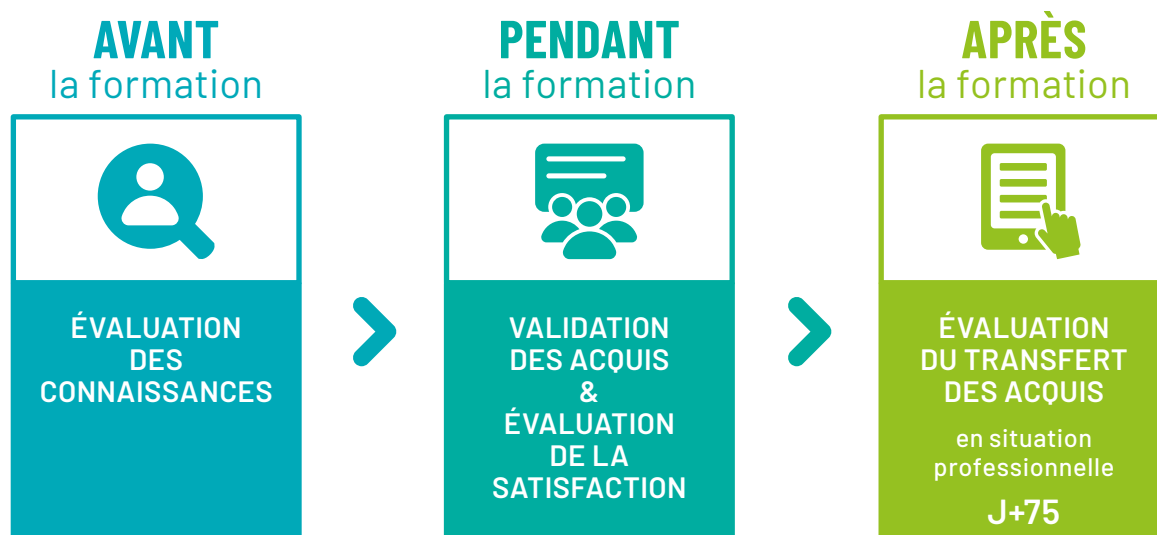 AVANT
la formation
ÉVALUATION
DES
CONNAISSANCES
PENDANT
la formation
VALIDATION
DES ACQUIS
&
ÉVALUATION
DE LA
SATISFACTION
APRÈS
la formation
ÉVALUATION
DU TRANSFERT
DES ACQUIS
en situation
professionnelle
J+75